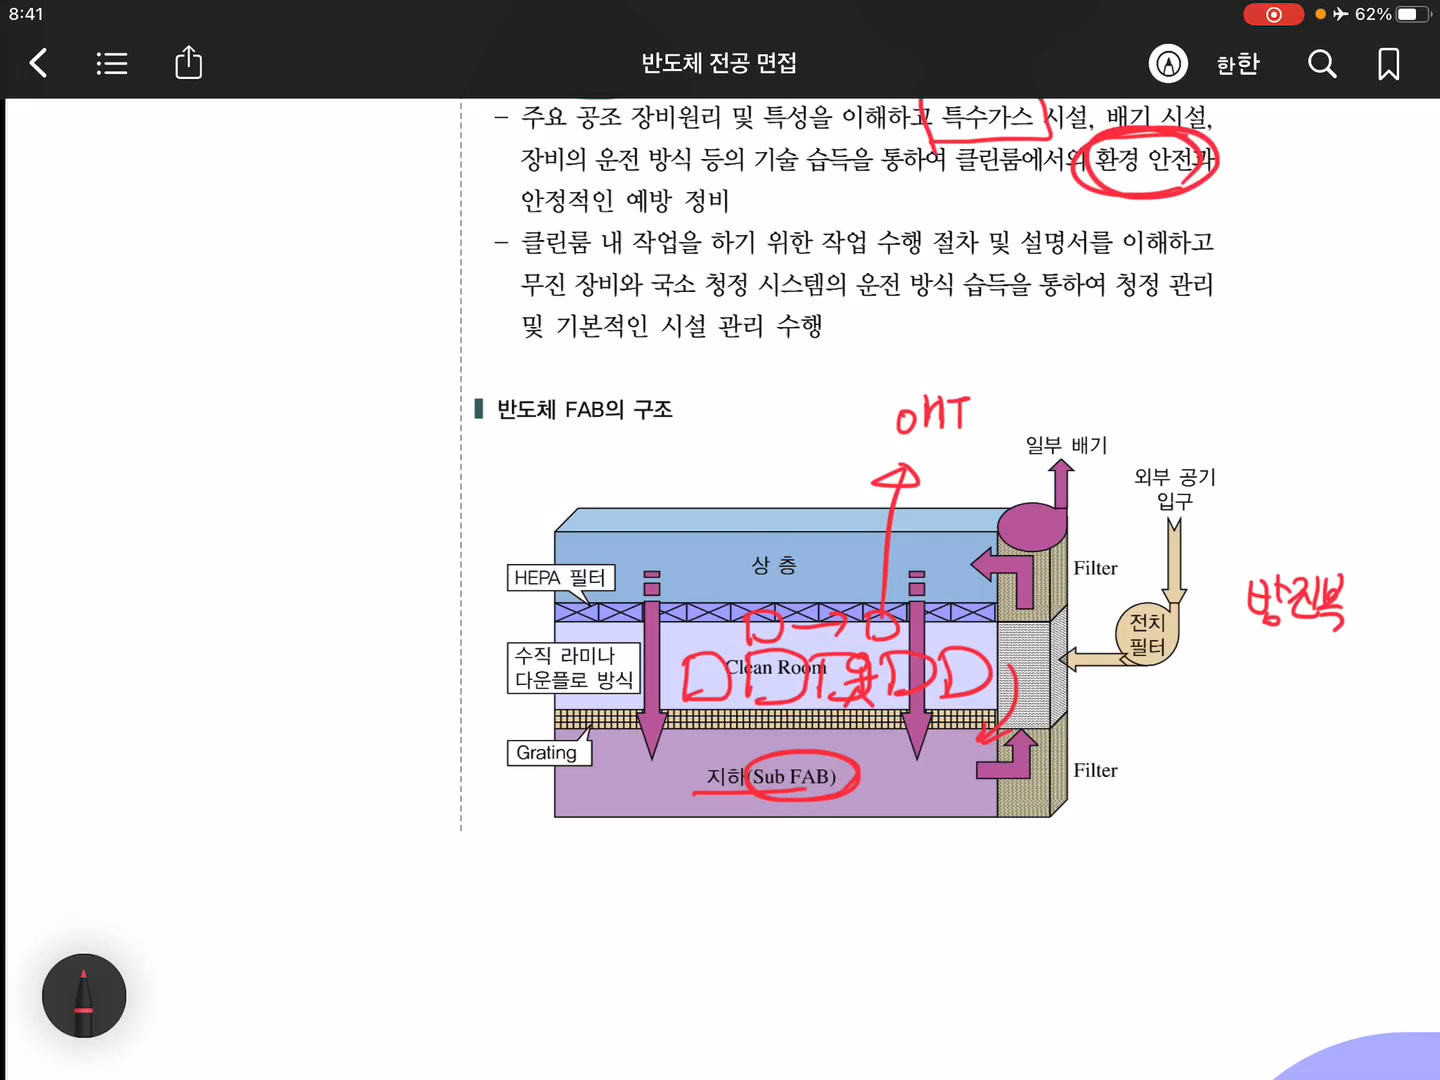 8:41
62%
반도체 전공 면접
한한
– 주요 공조 장비원리 및 특성을 이해하고 특수가스 시설, 배기 시설,
장비의 운전 방식 등의 기술 습득을 통하여 클린룸에서의 환경 안전과
안정적인 예방 정비
– 클린룸 내 작업을 하기 위한 작업 수행 절차 및 설명서를 이해하고
무진 장비와 국소 청정 시스템의 운전 방식 습득을 통하여 청정 관리
및 기본적인 시설 관리 수행
반도체 FAB의 구조
OHT
일부 배기
외부 공기
입구
상 층
HEPA 필터
Filter
방진복
전치
필터
수직 라미나
다운플로 방식
Clean Room
Grating
지하(Sub FAB)
Filter